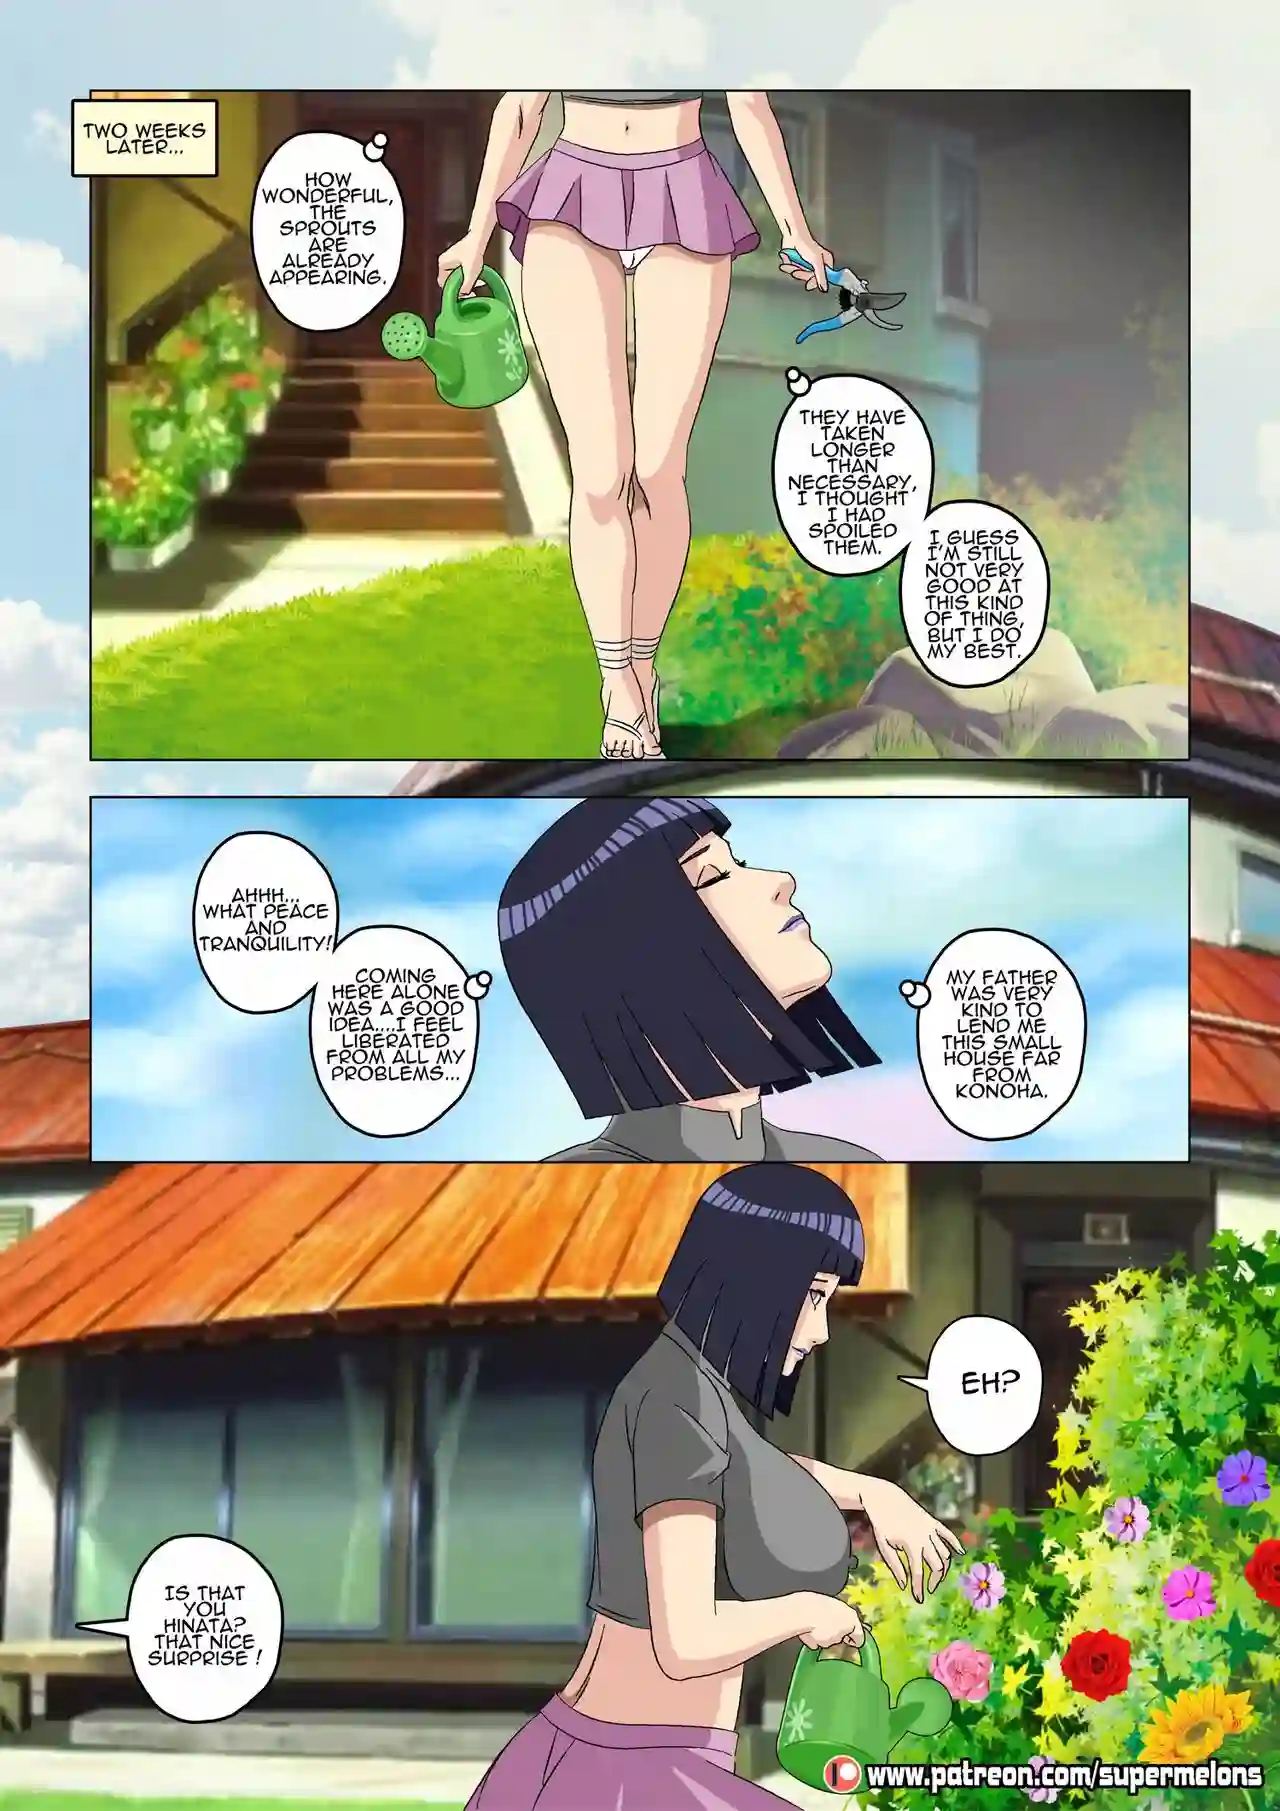 TWO WEEKS
LATER...
HOW
WONDERFUL,
THE
SPROUTS
ARE
ALREADY
APPEARING.
THEY HAVE
TAKEN
LONGER
THAN
NECESSARY,
I THOUGHT
I HAD
SPOILED
THEM.
I GUESS
I'M STILL
NOT VERY
GOOD AT
THIS KIND
OF THING,
BUT I DO
MY BEST.
AHHH...
WHAT PEACE
AND
TRANQUILITY!
COMING
HERE ALONE
WAS A GOOD
IDEA....I FEEL
LIBERATED
FROM ALL MY
PROBLEMS...
MY FATHER
WAS VERY
KIND TO
LEND ME
THIS SMALL
HOUSE FAR
FROM
KONOHA.
EH?
IS THAT
YOU
HINATA?
THAT NICE
SURPRISE !
www.patreon.com/supermelons